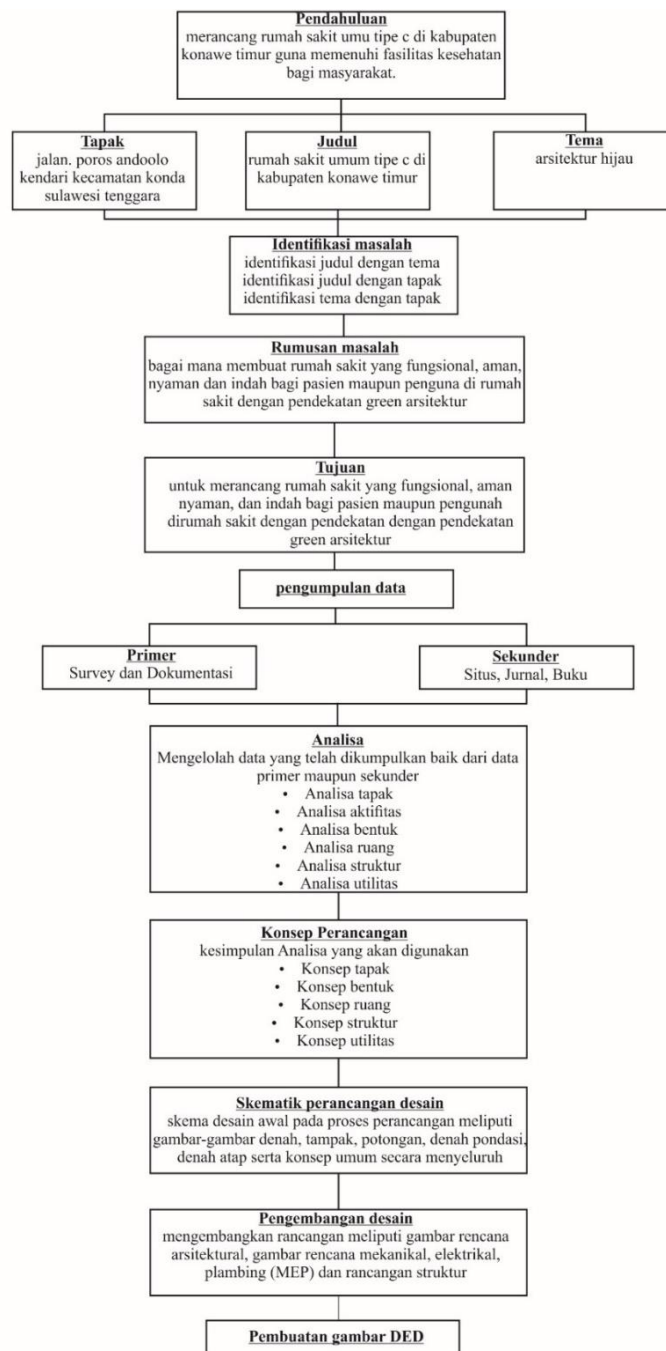 Pendahuluan
merancang rumah sakit umu tipe c di kabupaten
konawe timur guna memenuhi fasilitas kesehatan
bagi masyarakat.
Tapak
jalan. poros andoolo
kendari kecamatan konda
sulawesi tenggara
Judul
rumah sakit umum tipe c di
kabupaten konawe timur
Tema
arsitektur hijau
Identifikasi masalah
identifikasi judul dengan tema
identifikasi judul dengan tapak
identifikasi tema dengan tapak
Rumusan masalah
bagai mana membuat rumah sakit yang fungsional, aman,
nyaman dan indah bagi pasien maupun penguna di rumah
sakit dengan pendekatan green arsitektur
Tujuan
untuk merancang rumah sakit yang fungsional, aman
nyaman, dan indah bagi pasien maupun pengunah
dirumah sakit dengan pendekatan dengan pendekatan
green arsitektur
pengumpulan data
Primer
Survey dan Dokumentasi
Sekunder
Situs, Jurnal, Buku
Analisa
Mengelolah data yang telah dikumpulkan baik dari data
primer maupun sekunder
• Analisa tapak
• Analisa aktifitas
• Analisa bentuk
• Analisa ruang
• Analisa struktur
• Analisa utilitas
Konsep Perancangan
kesimpulan Analisa yang akan digunakan
• Konsep tapak
• Konsep bentuk
• Konsep ruang
• Konsep struktur
• Konsep utilitas
Skematik perancangan desain
skema desain awal pada proses perancangan meliputi
gambar-gambar denah, tampak, potongan, denah pondasi,
denah atap serta konsep umum secara menyeluruh
Pengembangan desain
mengembangkan rancangan meliputi gambar rencana
arsitektural, gambar rencana mekanikal, elektrikal,
plambing (MEP) dan rancangan struktur
Pembuatan gambar DED